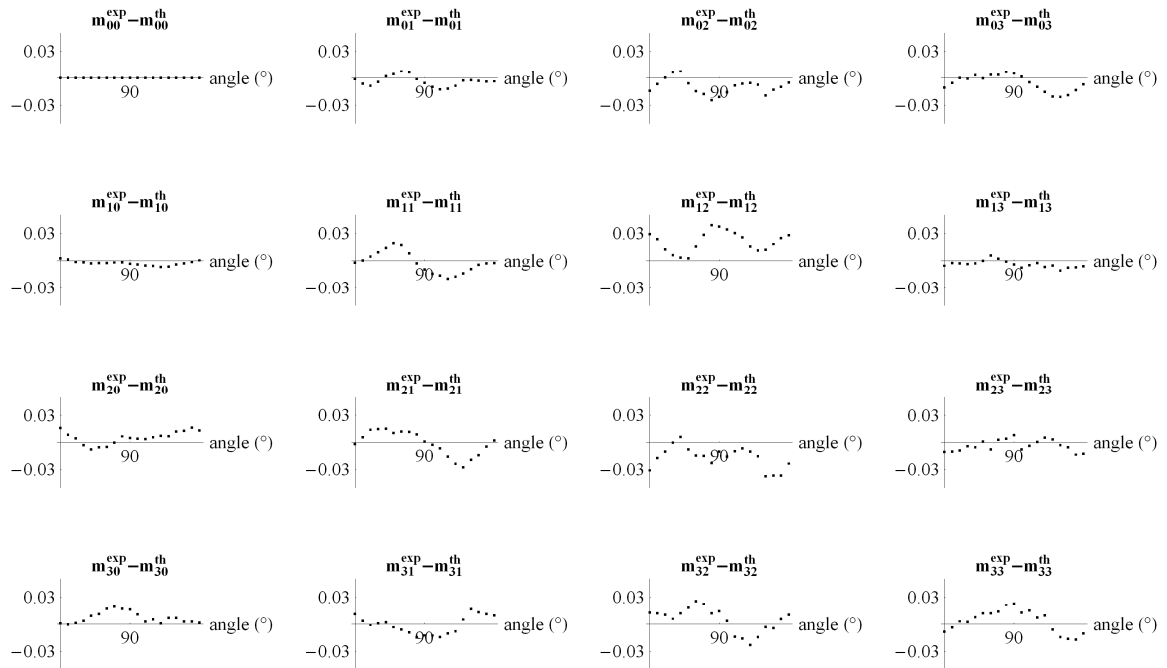 m00exp−m00th m01exp−m01th m02exp−m02th m03exp−m03th
0.03 0.03 0.03 0.03
angle (°) angle (°) angle (°) angle (°)
90 90 90 90
−0.03 −0.03 −0.03 −0.03
m10exp−m10th m11exp−m11th m12exp−m12th m13exp−m13th
0.03 0.03 0.03 0.03
angle (°) angle (°) angle (°) angle (°)
90 90 90 90
−0.03 −0.03 −0.03 −0.03
m20exp−m20th m21exp−m21th m22exp−m22th m23exp−m23th
0.03 0.03 0.03 0.03
angle (°) angle (°) angle (°) angle (°)
90 90 90 90
−0.03 −0.03 −0.03 −0.03
m30exp−m30th m31exp−m31th m32exp−m32th m33exp−m33th
0.03 0.03 0.03 0.03
angle (°) angle (°) angle (°) angle (°)
90 90 90 90
−0.03 −0.03 −0.03 −0.03